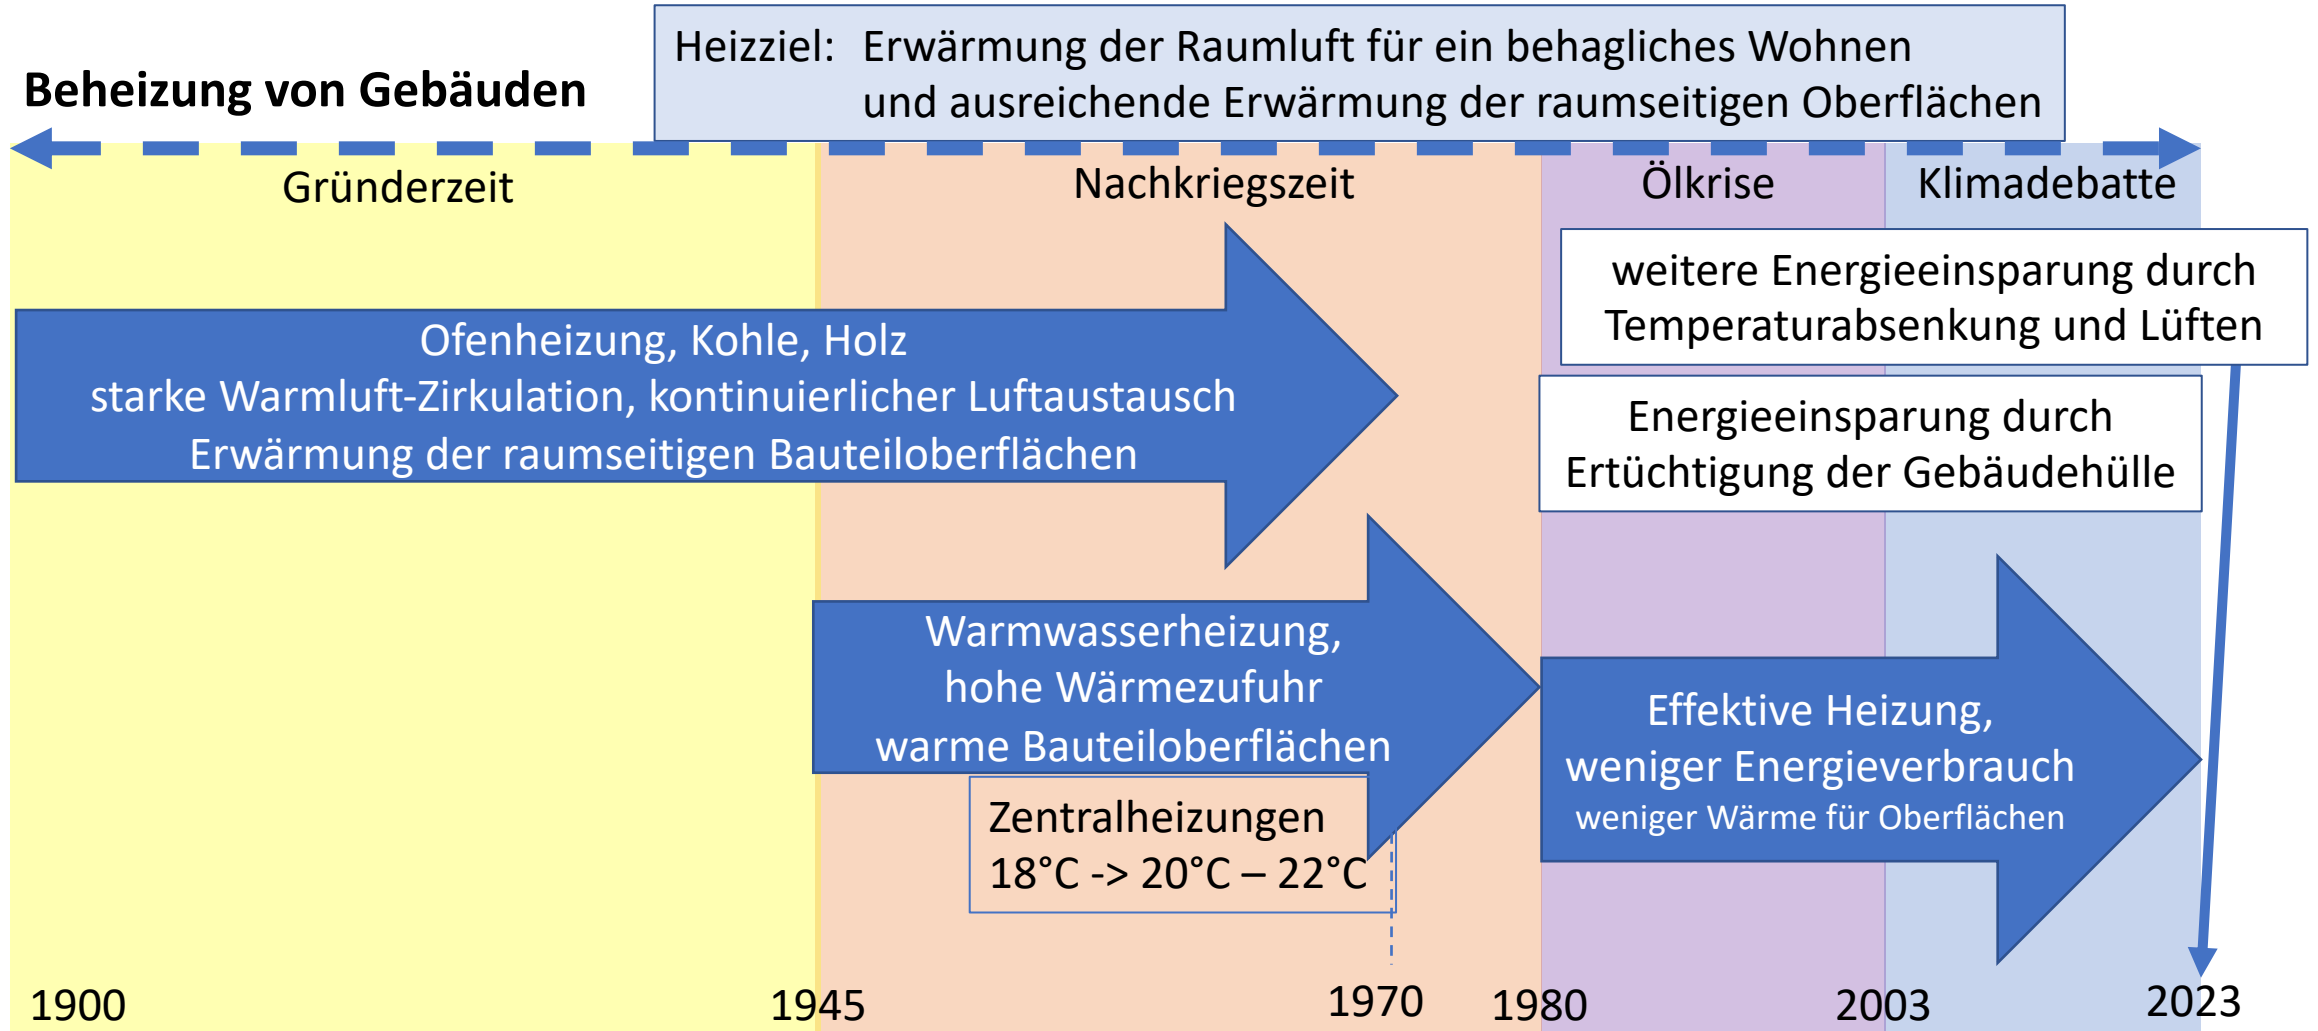 Heizziel: Erwärmung der Raumluft für ein behagliches Wohnen
und ausreichende Erwärmung der raumseitigen Oberflächen
Beheizung von Gebäuden
Gründerzeit
Nachkriegszeit
Ölkrise
Klimadebatte
weitere Energieeinsparung durch
Temperaturabsenkung und Lüften
Ofenheizung, Kohle, Holz
starke Warmluft-Zirkulation, kontinuierlicher Luftaustausch
Erwärmung der raumseitigen Bauteiloberflächen
Energieeinsparung durch
Ertüchtigung der Gebäudehülle
Warmwasserheizung,
hohe Wärmezufuhr
warme Bauteiloberflächen
Effektive Heizung,
weniger Energieverbrauch
weniger Wärme für Oberflächen
Zentralheizungen
18°C -> 20°C – 22°C
1900
1945
1970
1980
2003
2023